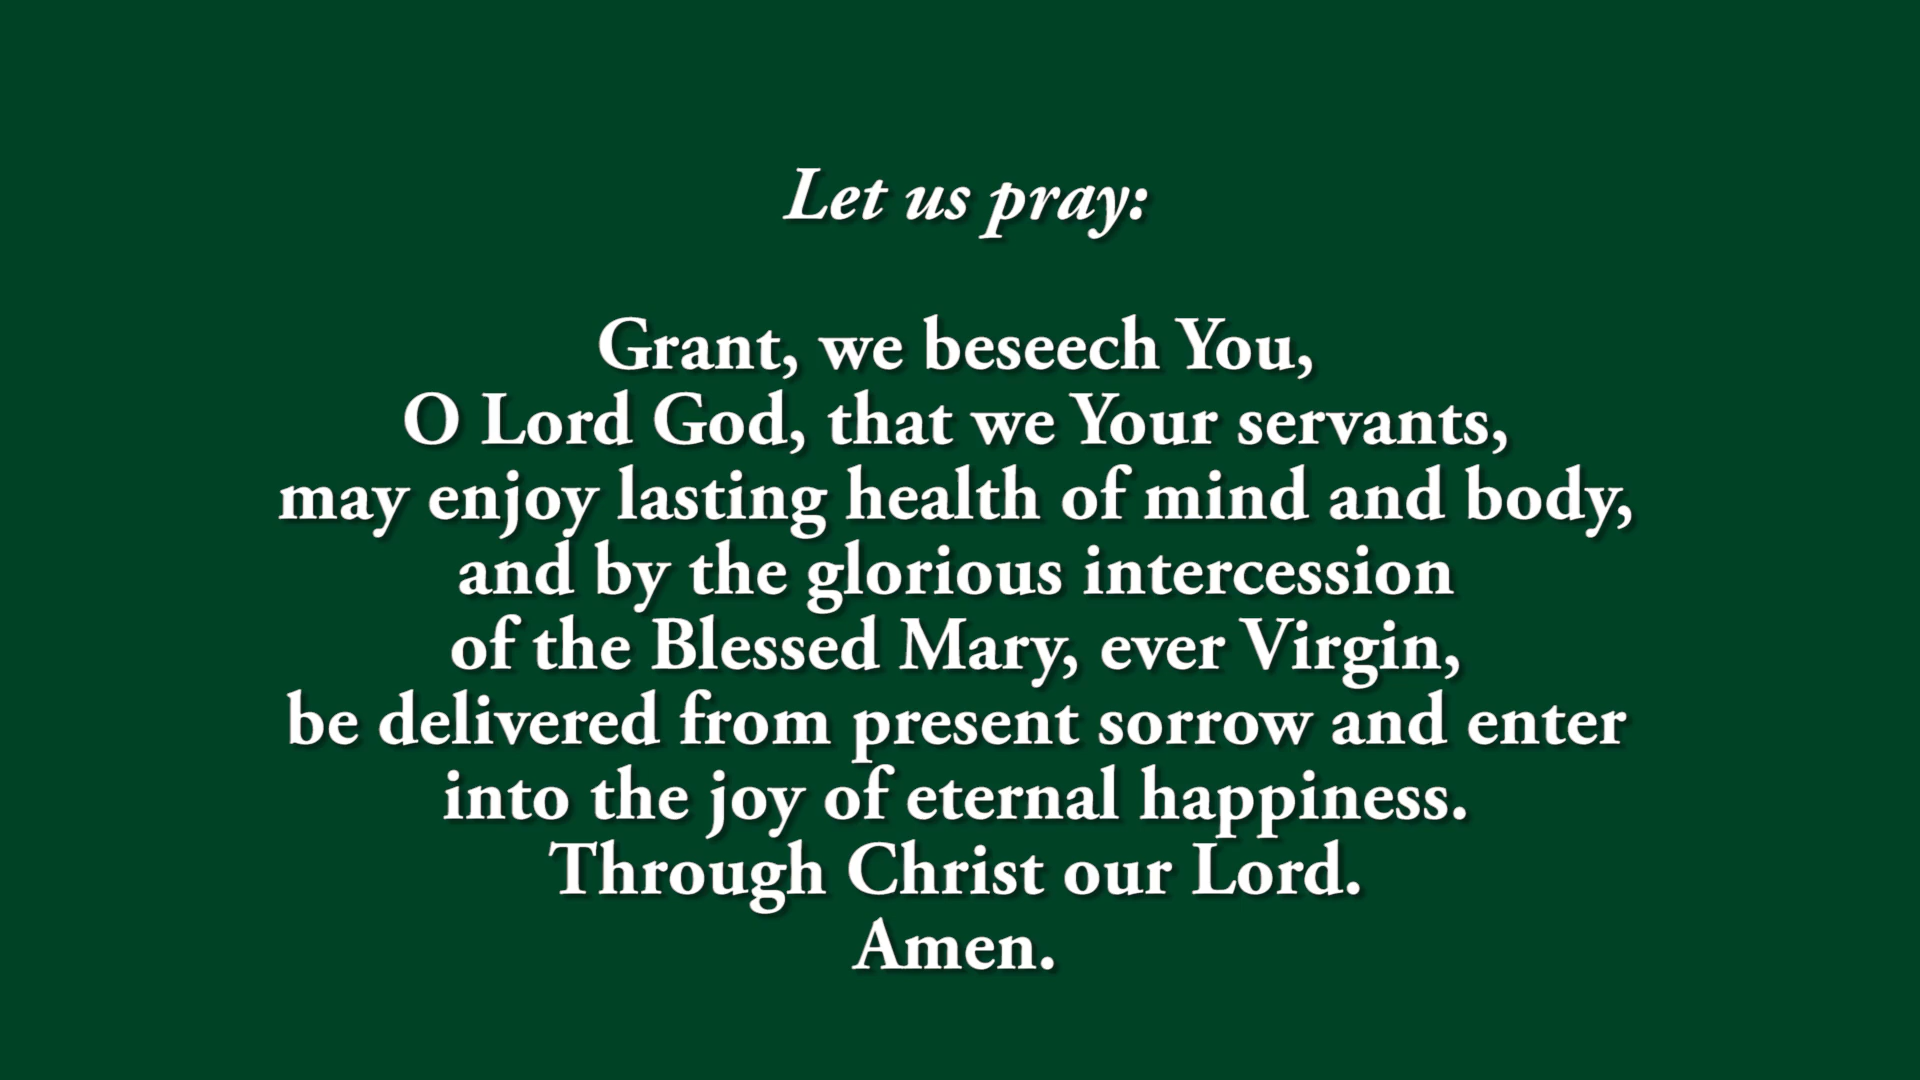 Let us pray:
Grant, we beseech You,
O Lord God, that we Your servants,
may enjoy lasting health of mind and body,
and by the glorious intercession
of the Blessed Mary, ever Virgin,
be delivered from present sorrow and enter
into the joy of eternal happiness.
Through Christ our Lord.
Amen.